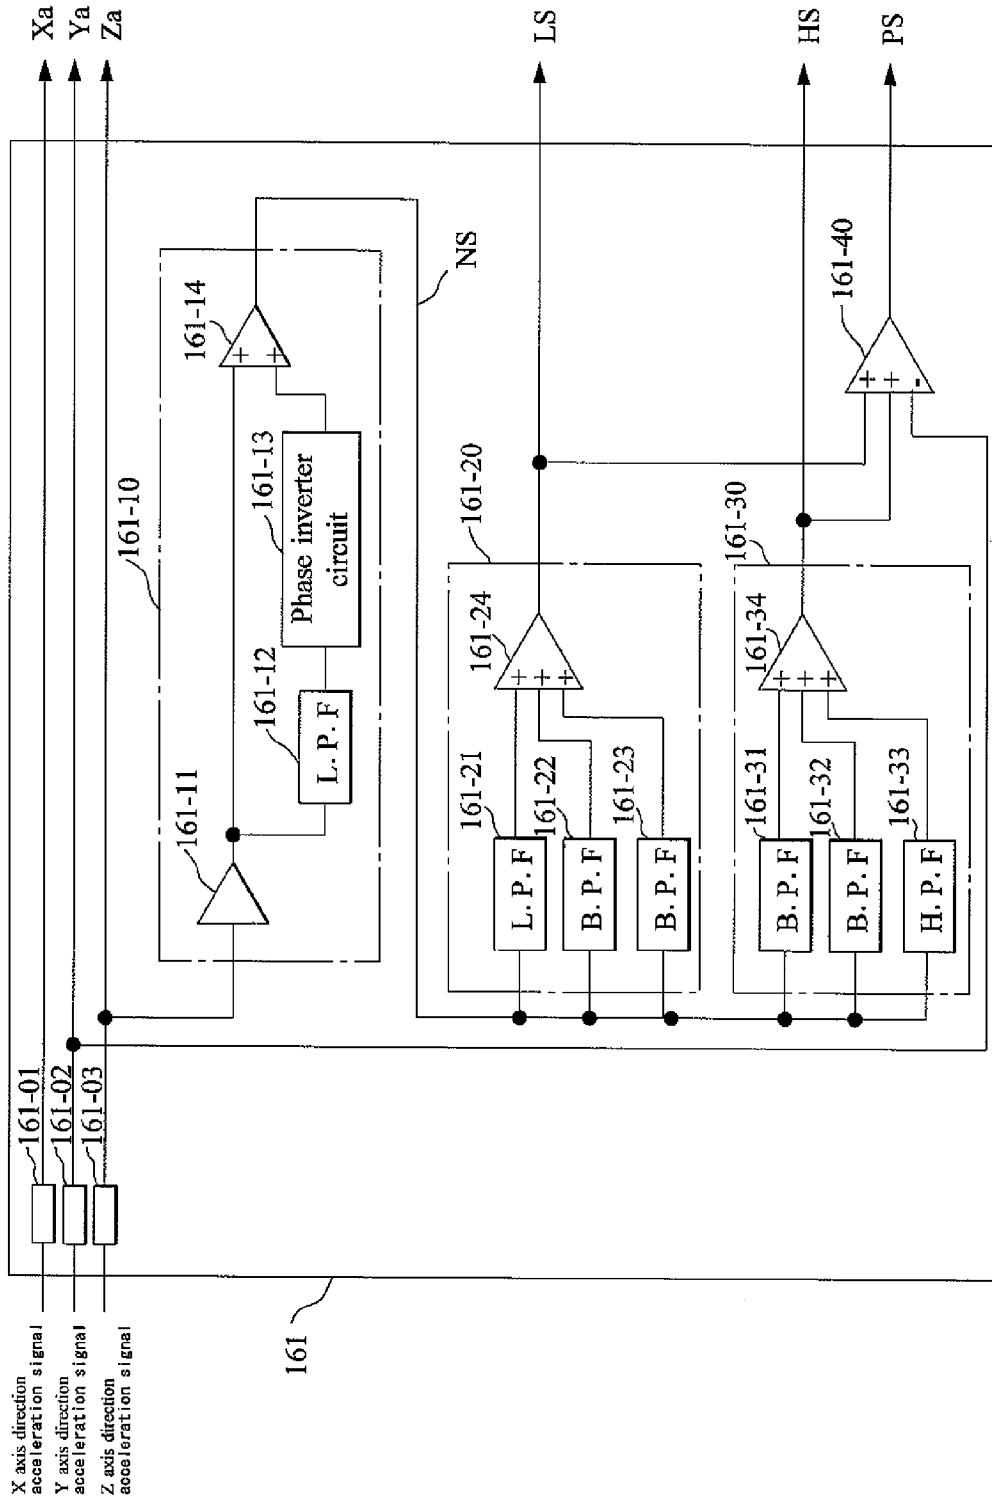 X axis direction
acceleration signal
Y axis direction
acceleration signal
Z axis direction
acceleration signal
161
161-01
161-02
161-03
Xa
Ya
Za
161-10
161-11
161-12
L. P. F
161-13
Phase inverter
circuit
161-14
+
+
NS
161-20
161-21
L. P. F
161-22
B. P. F
161-23
B. P. F
161-24
+
+
+
LS
161-30
161-31
B. P. F
161-32
B. P. F
161-33
H. P. F
161-34
+
+
+
HS
161-40
+
+
-
PS